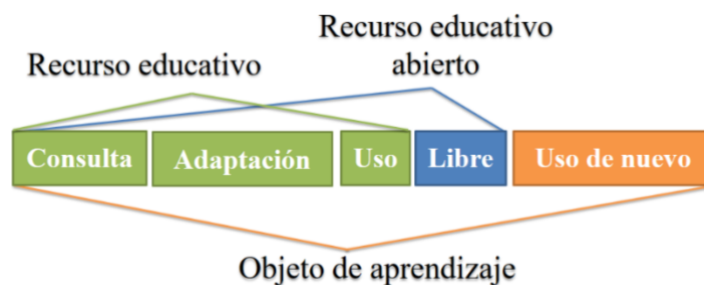 Recurso educativo
Recurso educativo
abierto
Consulta
Adaptación
Uso
Libre
Uso de nuevo
Objeto de aprendizaje